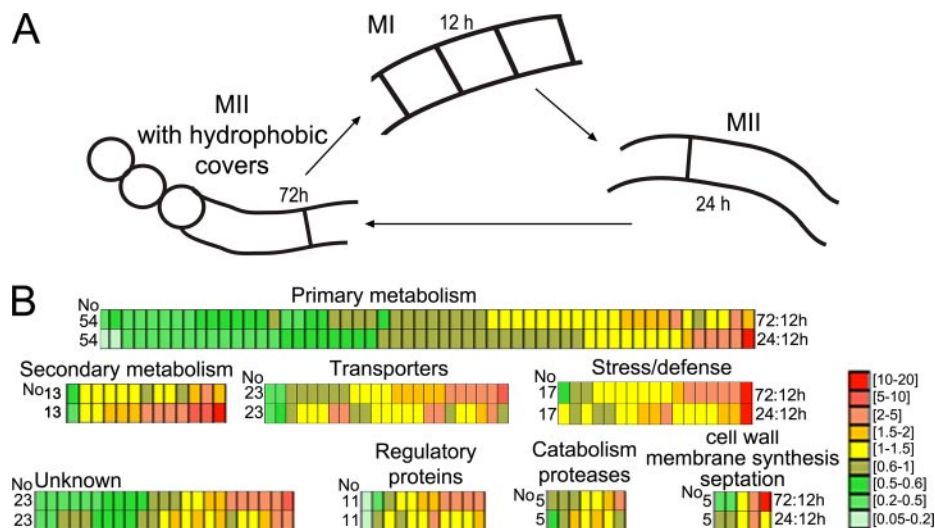 A
MI
12 h
MII
with hydrophobic
covers
72h
MII
24 h
B
Primary metabolism
No
54
72:12h
54
24:12h
Secondary metabolism
No13
13
Transporters
No
23
23
Stress/defense
No
17
72:12h
17
24:12h
Unknown
No
23
23
Regulatory
proteins
No
11
11
Catabolism
proteases
No
5
5
cell wall
membrane synthesis
septation
No
5
72:12h
5
24:12h
[10-20]
[5-10]
[2-5]
[1.5-2]
[1-1.5]
[0.6-1]
[0.5-0.6]
[0.2-0.5]
[0.05-0.2]